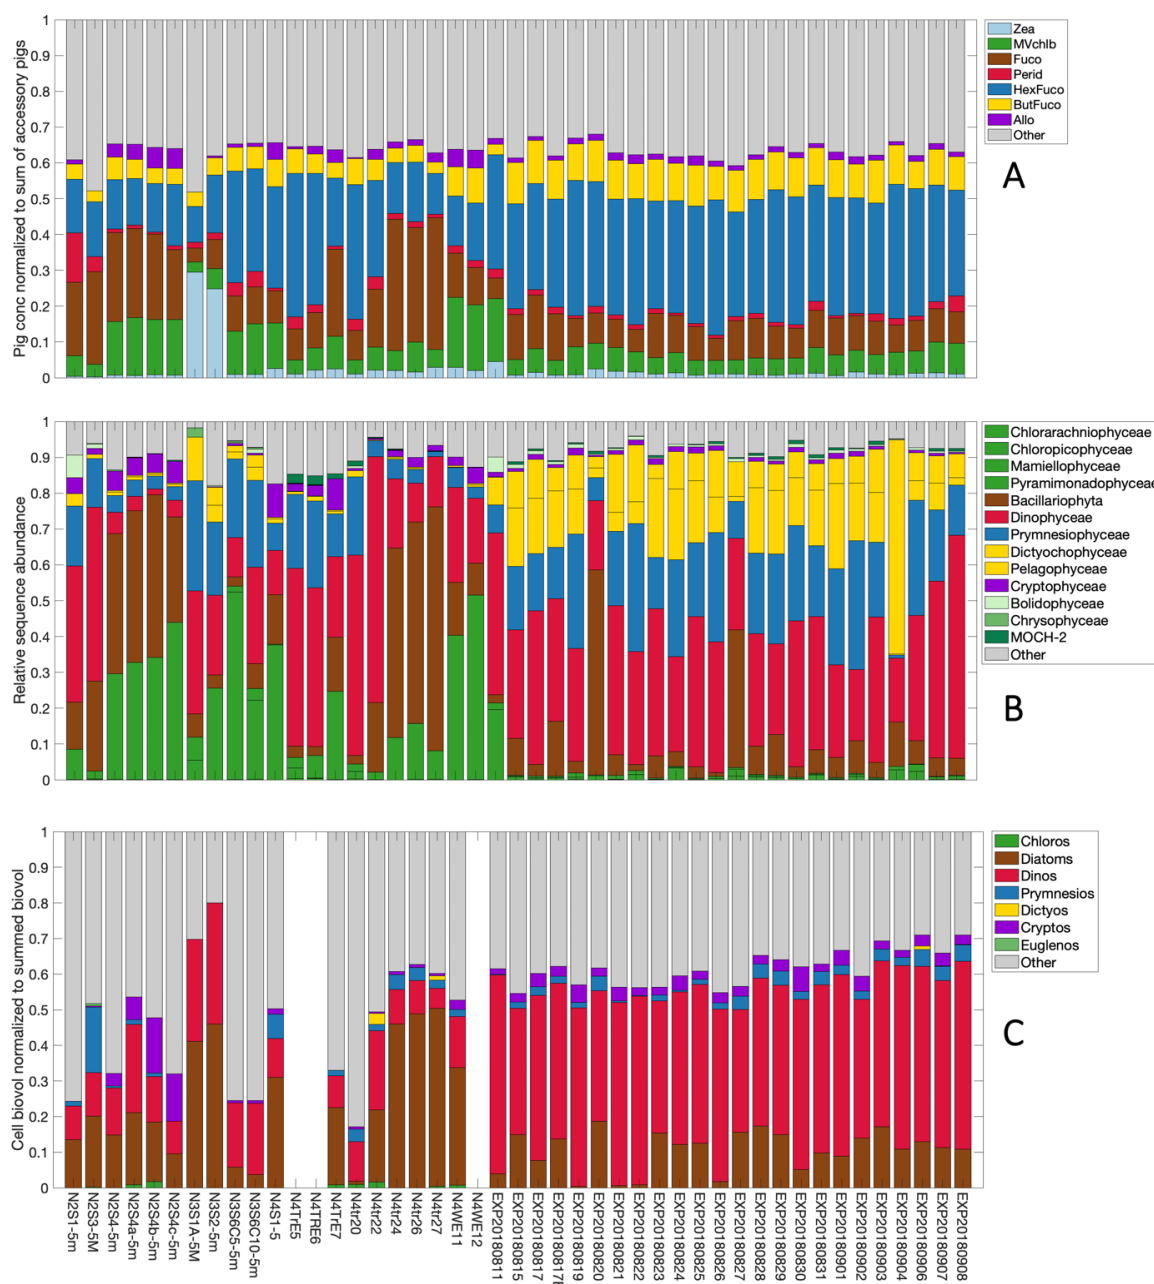 1
0.9
0.8
0.7
0.6
0.5
0.4
0.3
0.2
0.1
0
Pig conc normalized to sum of accessory pigs
Zea
MVchlb
Fuco
Perid
HexFuco
ButFuco
Allo
Other
A
1
0.9
0.8
0.7
0.6
0.5
0.4
0.3
0.2
0.1
0
Relative sequence abundance
Chlorarachniophyceae
Chloropicophyceae
Mamiellophyceae
Pyramimonadophyceae
Bacillariophyta
Dinophyceae
Prymnesiophyceae
Dictyochophyceae
Pelagophyceae
Cryptophyceae
Bolidophyceae
Chrysophyceae
MOCH-2
Other
B
1
0.9
0.8
0.7
0.6
0.5
0.4
0.3
0.2
0.1
0
Cell biovol normalized to summed biovol
Chloros
Diatoms
Dinos
Prymnesios
Dictyos
Cryptos
Euglenos
Other
C
N2S1-5m
N2S3-5M
N2S4-5m
N2S4a-5m
N2S4b-5m
N2S4c-5m
N3S1A-5M
N3S2-5m
N3S6C5-5m
N3S6C10-5m
N4S1-5
N4TrE5
N4TRE6
N4TrE7
N4tr20
N4tr22
N4tr24
N4tr26
N4tr27
N4WE11
N4WE12
EXP20180811
EXP20180815
EXP20180817
EXP20180817
EXP20180819
EXP20180820
EXP20180821
EXP20180822
EXP20180823
EXP20180824
EXP20180825
EXP20180826
EXP20180827
EXP20180828
EXP20180829
EXP20180830
EXP20180831
EXP20180901
EXP20180902
EXP20180903
EXP20180904
EXP20180906
EXP20180907
EXP20180908